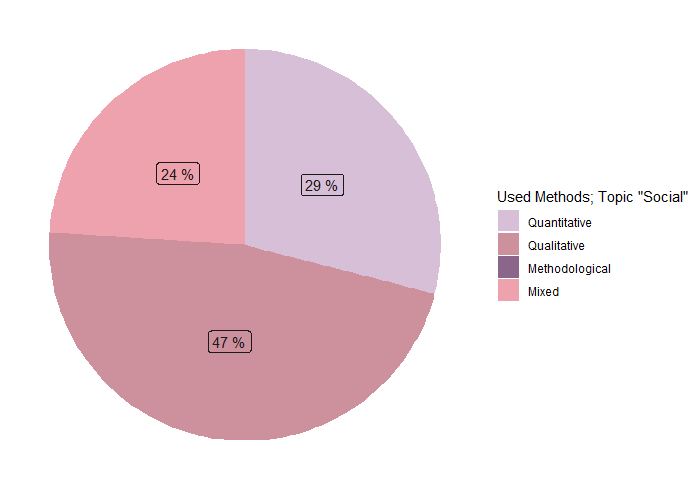 24 %
29 %
47 %
Used Methods; Topic "Social"
Quantitative
Qualitative
Methodological
Mixed